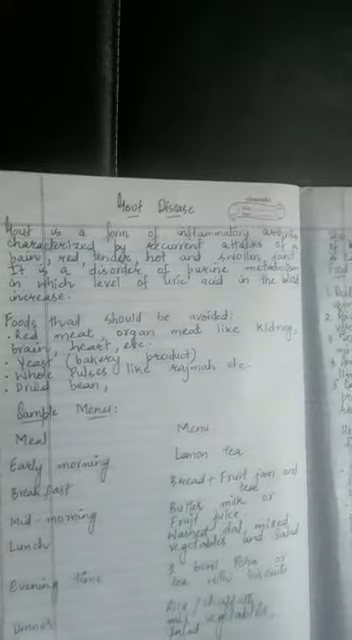 Gout Disease
Gout is a form of inflammatory arthritis
characterized by recurrent attacks of a
pain, red, tender, hot and swollen joint
It is a disorder of purine metabolism
in which level of uric acid in the blood
increase.
Foods that should be avoided:
· Red meat, organ meat like kidney,
brain, heart, etc.
· Yeast (bakery product)
· Whole Pulses like rajmah etc.
· Dried bean,
Sample Menu:
Meal Menu
Early morning Lemon tea
Breakfast Bread + Fruit jam and
tea
Mid-morning Butter milk or
Fruit juice
Lunch Washed dal, mixed
vegetables and salad
Evening time 1 bowl Poha or
tea with biscuits
Dinner Rice / chapatti
mix vegetables,
Salad